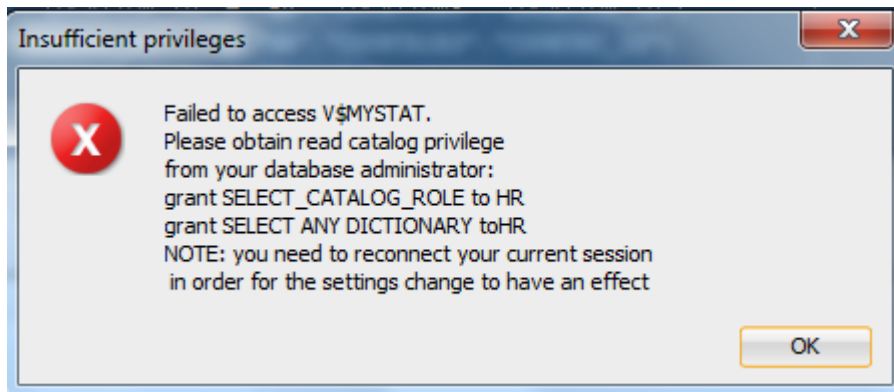 Insufficient privileges
Failed to access V$MYSTAT.
Please obtain read catalog privilege
from your database administrator:
grant SELECT_CATALOG_ROLE to HR
grant SELECT ANY DICTIONARY toHR
NOTE: you need to reconnect your current session
in order for the settings change to have an effect
OK